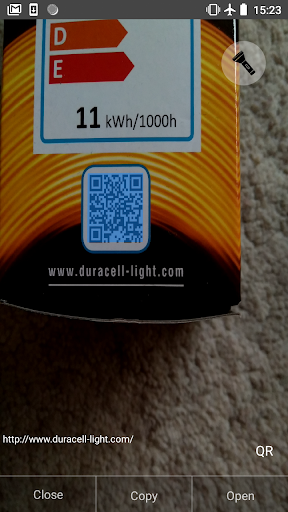 15:23
D
E
11 kWh/1000h
www.duracell-light.com
http://www.duracell-light.com/
QR
Close
Copy
Open